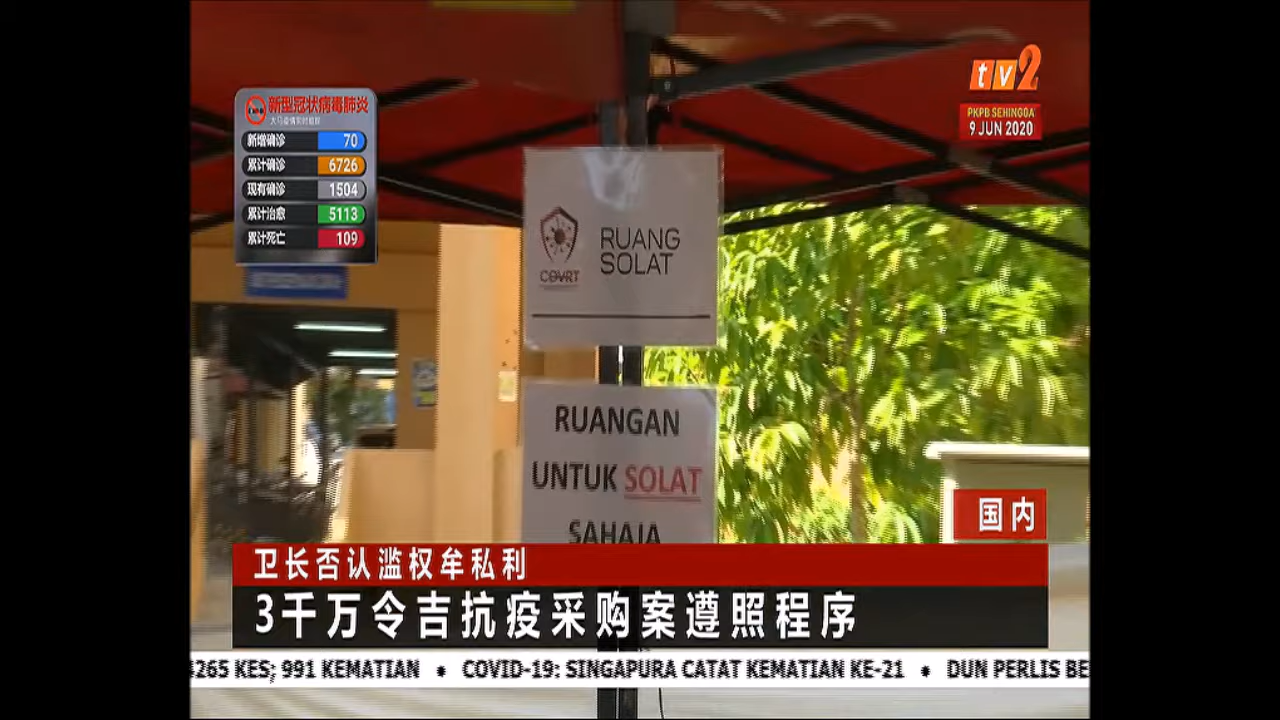 tv2
PKPB SEHINGGA
9 JUN 2020
新型冠状病毒肺炎
新增确诊 70
累计确诊 6726
现有确诊 1504
累计治愈 5113
累计死亡 109
RUANG
SOLAT
COVRT
RUANGAN
UNTUK SOLAT
SAHAJA
国内
卫长否认滥权牟私利
3千万令吉抗疫采购案遵照程序
4265 KES; 991 KEMATIAN • COVID-19: SINGAPURA CATAT KEMATIAN KE-21 • DUN PERLIS BE